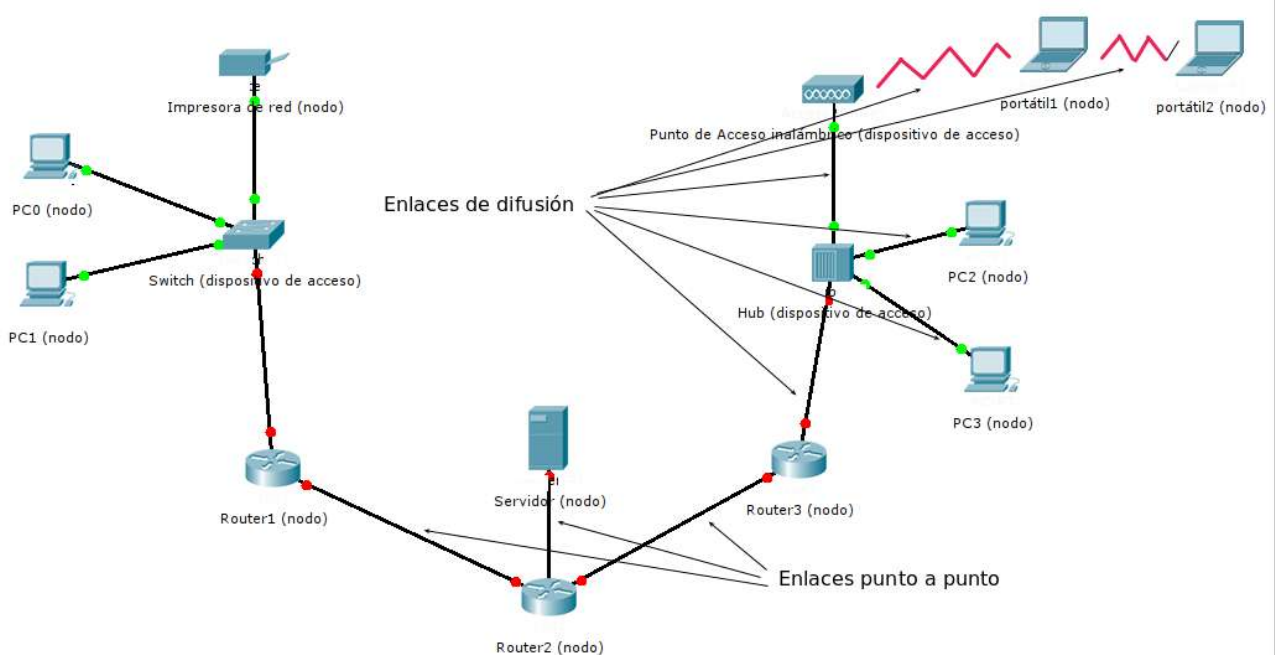 Impresora de red (nodo)
portátil1 (nodo)
portátil2 (nodo)
Punto de Acceso inalámbrico (dispositivo de acceso)
PC0 (nodo)
Enlaces de difusión
Switch (dispositivo de acceso)
PC2 (nodo)
Hub (dispositivo de acceso)
PC1 (nodo)
PC3 (nodo)
Servidor (nodo)
Router1 (nodo)
Router3 (nodo)
Enlaces punto a punto
Router2 (nodo)